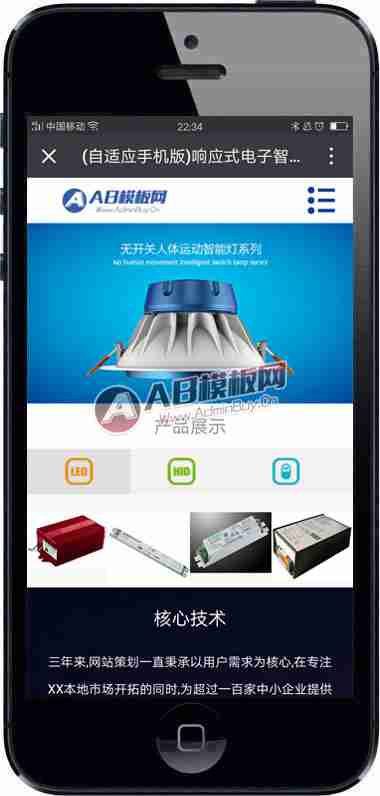 中国移动
22:34
(自适应手机版)响应式电子智...
AB模板网
Www.AdminBuy.Cn
无开关人体运动智能灯系列
No human movement intelligent switch lamp series
AB模板网
Www.AdminBuy.Cn
产品展示
LED
HID
核心技术
三年来,网站策划一直秉承以用户需求为核心,在专注
XX本地市场开拓的同时,为超过一百家中小企业提供